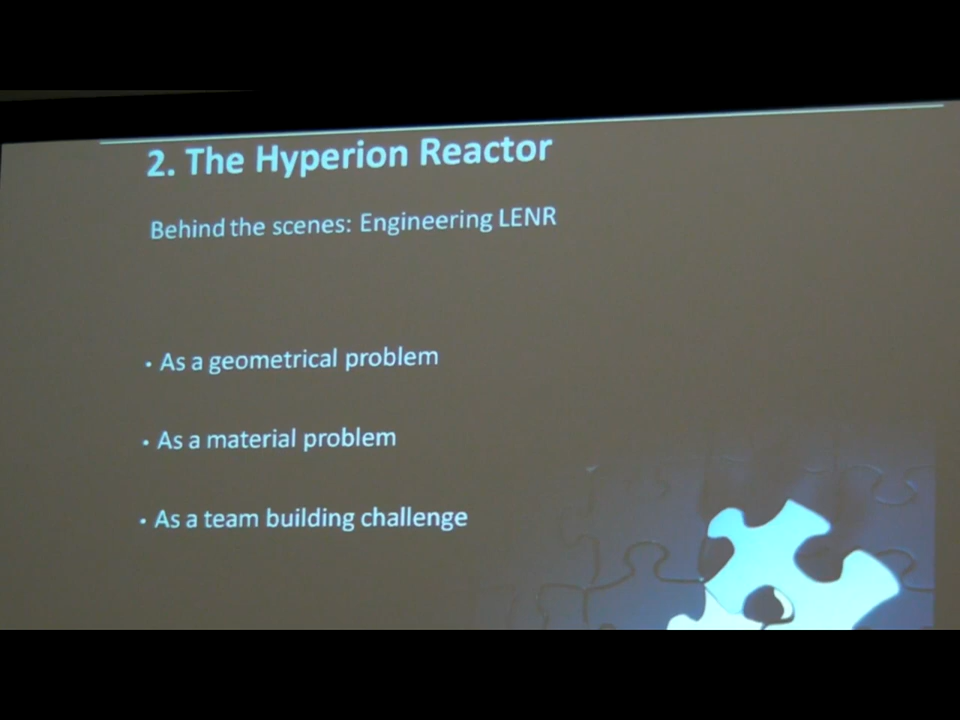 2. The Hyperion Reactor
Behind the scenes: Engineering LENR
• As a geometrical problem
• As a material problem
• As a team building challenge